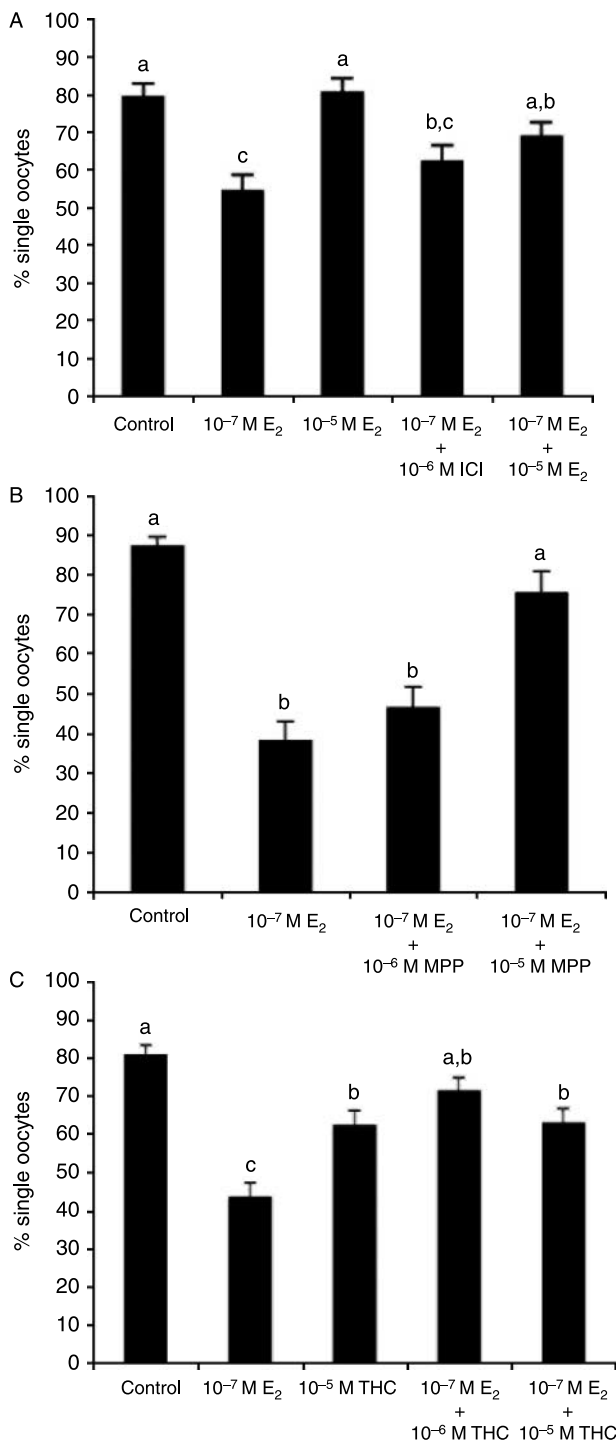 A
100
90
80
70
60
50
40
30
20
10
0
% single oocytes
a
c
a
b,c
a,b
Control
10⁻⁷ M E₂
10⁻⁵ M E₂
10⁻⁷ M E₂
+
10⁻⁶ M ICI
10⁻⁷ M E₂
+
10⁻⁵ M E₂
B
100
90
80
70
60
50
40
30
20
10
0
% single oocytes
a
b
b
a
Control
10⁻⁷ M E₂
10⁻⁷ M E₂
+
10⁻⁶ M MPP
10⁻⁷ M E₂
+
10⁻⁵ M MPP
C
100
90
80
70
60
50
40
30
20
10
0
% single oocytes
a
c
b
a,b
b
Control
10⁻⁷ M E₂
10⁻⁵ M THC
10⁻⁷ M E₂
+
10⁻⁶ M THC
10⁻⁷ M E₂
+
10⁻⁵ M THC